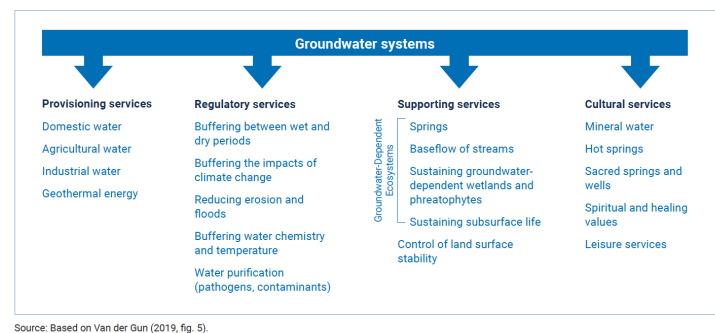 Groundwater systems
Provisioning services
Domestic water
Agricultural water
Industrial water
Geothermal energy
Regulatory services
Buffering between wet and
dry periods
Buffering the impacts of
climate change
Reducing erosion and
floods
Buffering water chemistry
and temperature
Water purification
(pathogens, contaminants)
Supporting services
Groundwater-Dependent
Ecosystems
Springs
Baseflow of streams
Sustaining groundwater-
dependent wetlands and
phreatophytes
Sustaining subsurface life
Control of land surface
stability
Cultural services
Mineral water
Hot springs
Sacred springs and
wells
Spiritual and healing
values
Leisure services
Source: Based on Van der Gun (2019, fig. 5).